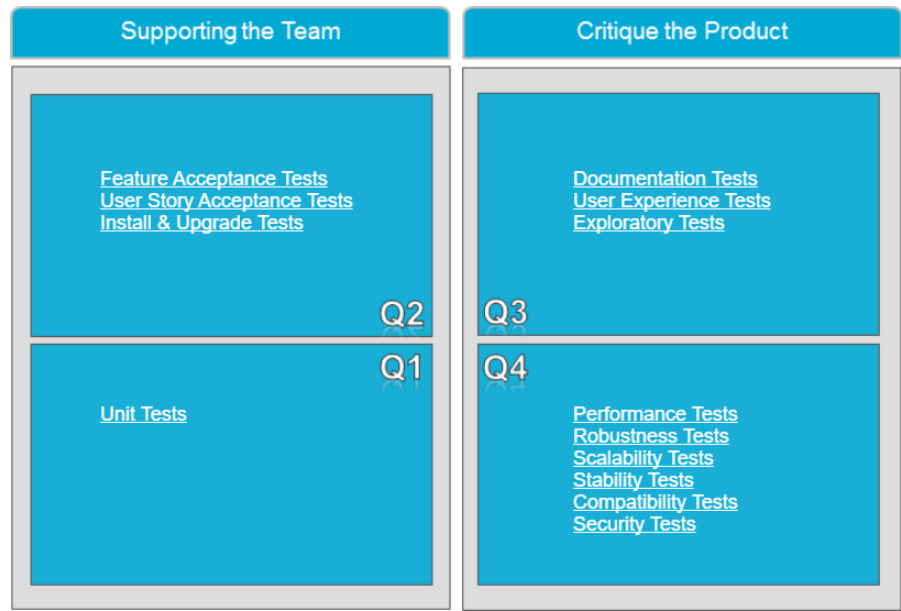 Supporting the Team
Critique the Product
Feature Acceptance Tests
User Story Acceptance Tests
Install & Upgrade Tests
Q2
Documentation Tests
User Experience Tests
Exploratory Tests
Q3
Q1
Unit Tests
Q4
Performance Tests
Robustness Tests
Scalability Tests
Stability Tests
Compatibility Tests
Security Tests